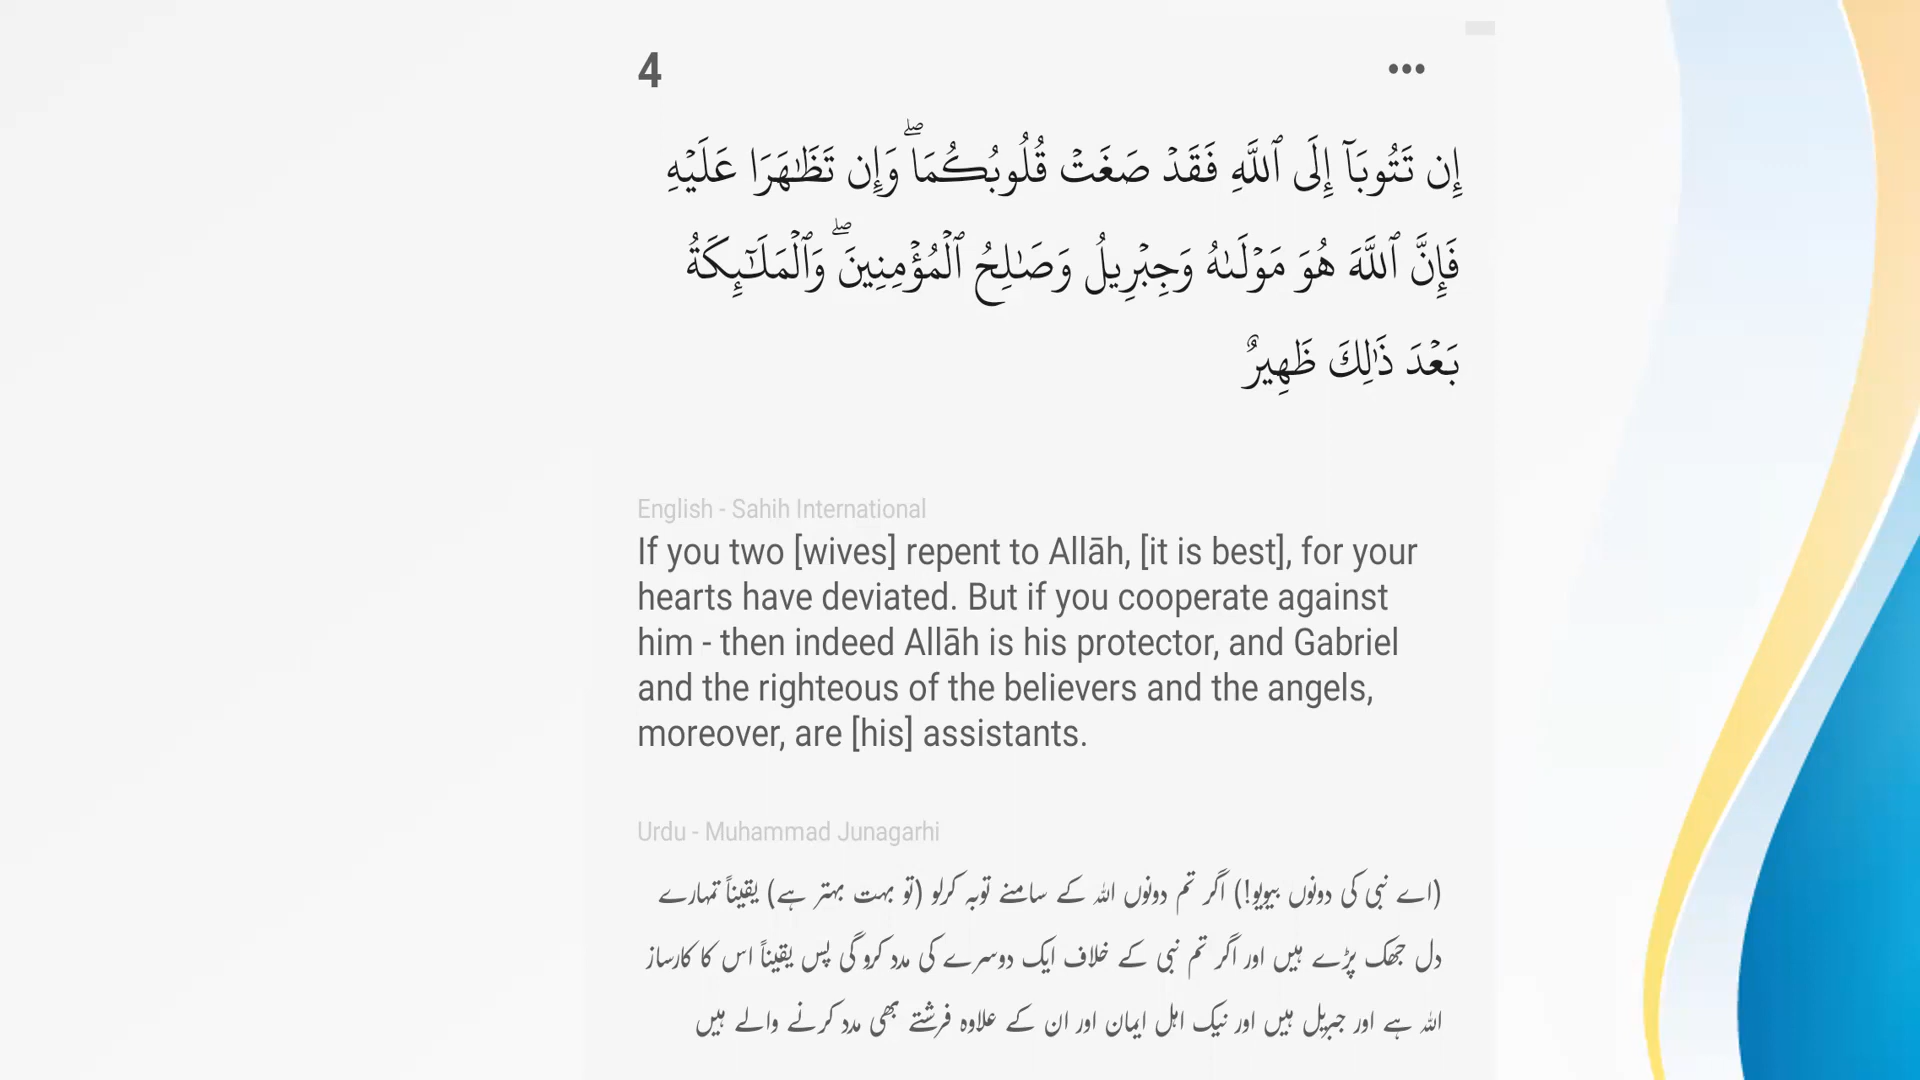 4
إِن تَتُوبَآ إِلَى ٱللَّهِ فَقَدۡ صَغَتۡ قُلُوبُكُمَاۖ وَإِن تَظَٰهَرَا عَلَيۡهِ
فَإِنَّ ٱللَّهَ هُوَ مَوۡلَىٰهُ وَجِبۡرِيلُ وَصَٰلِحُ ٱلۡمُؤۡمِنِينَۖ وَٱلۡمَلَٰٓئِكَةُ
بَعۡدَ ذَٰلِكَ ظَهِيرٌ
English - Sahih International
If you two [wives] repent to Allāh, [it is best], for your
hearts have deviated. But if you cooperate against
him - then indeed Allāh is his protector, and Gabriel
and the righteous of the believers and the angels,
moreover, are [his] assistants.
Urdu - Muhammad Junagarhi
(اے نبی کی دونوں بیویو!) اگر تم دونوں اللہ کے سامنے توبہ کرلو (تو بہت بہتر ہے) یقیناً تمہارے
دل جھک پڑے ہیں اور اگر تم نبی کے خلاف ایک دوسرے کی مدد کرو گی پس یقیناً اس کا کارساز
اللہ ہے اور جبریل ہیں اور نیک اہل ایمان اور ان کے علاوہ فرشتے بھی مدد کرنے والے ہیں